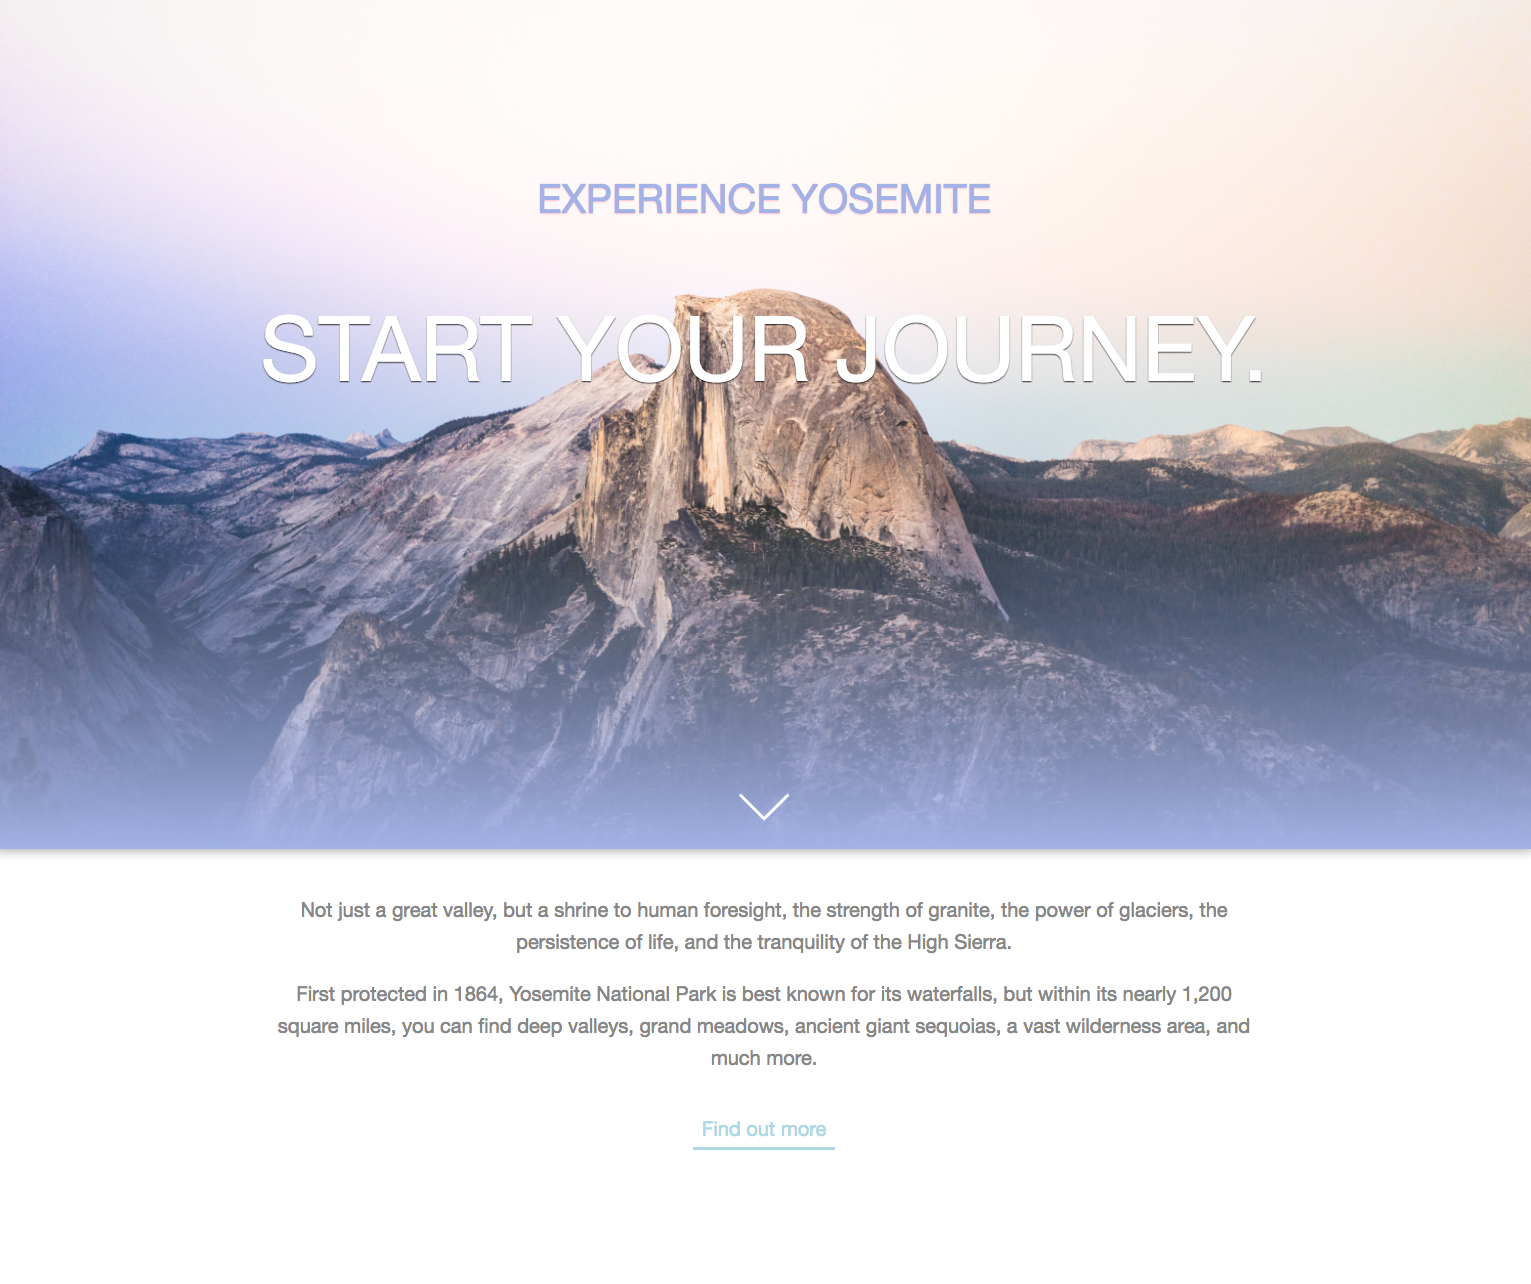 EXPERIENCE YOSEMITE
START YOUR JOURNEY.
Not just a great valley, but a shrine to human foresight, the strength of granite, the power of glaciers, the
persistence of life, and the tranquility of the High Sierra.
First protected in 1864, Yosemite National Park is best known for its waterfalls, but within its nearly 1,200
square miles, you can find deep valleys, grand meadows, ancient giant sequoias, a vast wilderness area, and
much more.
Find out more